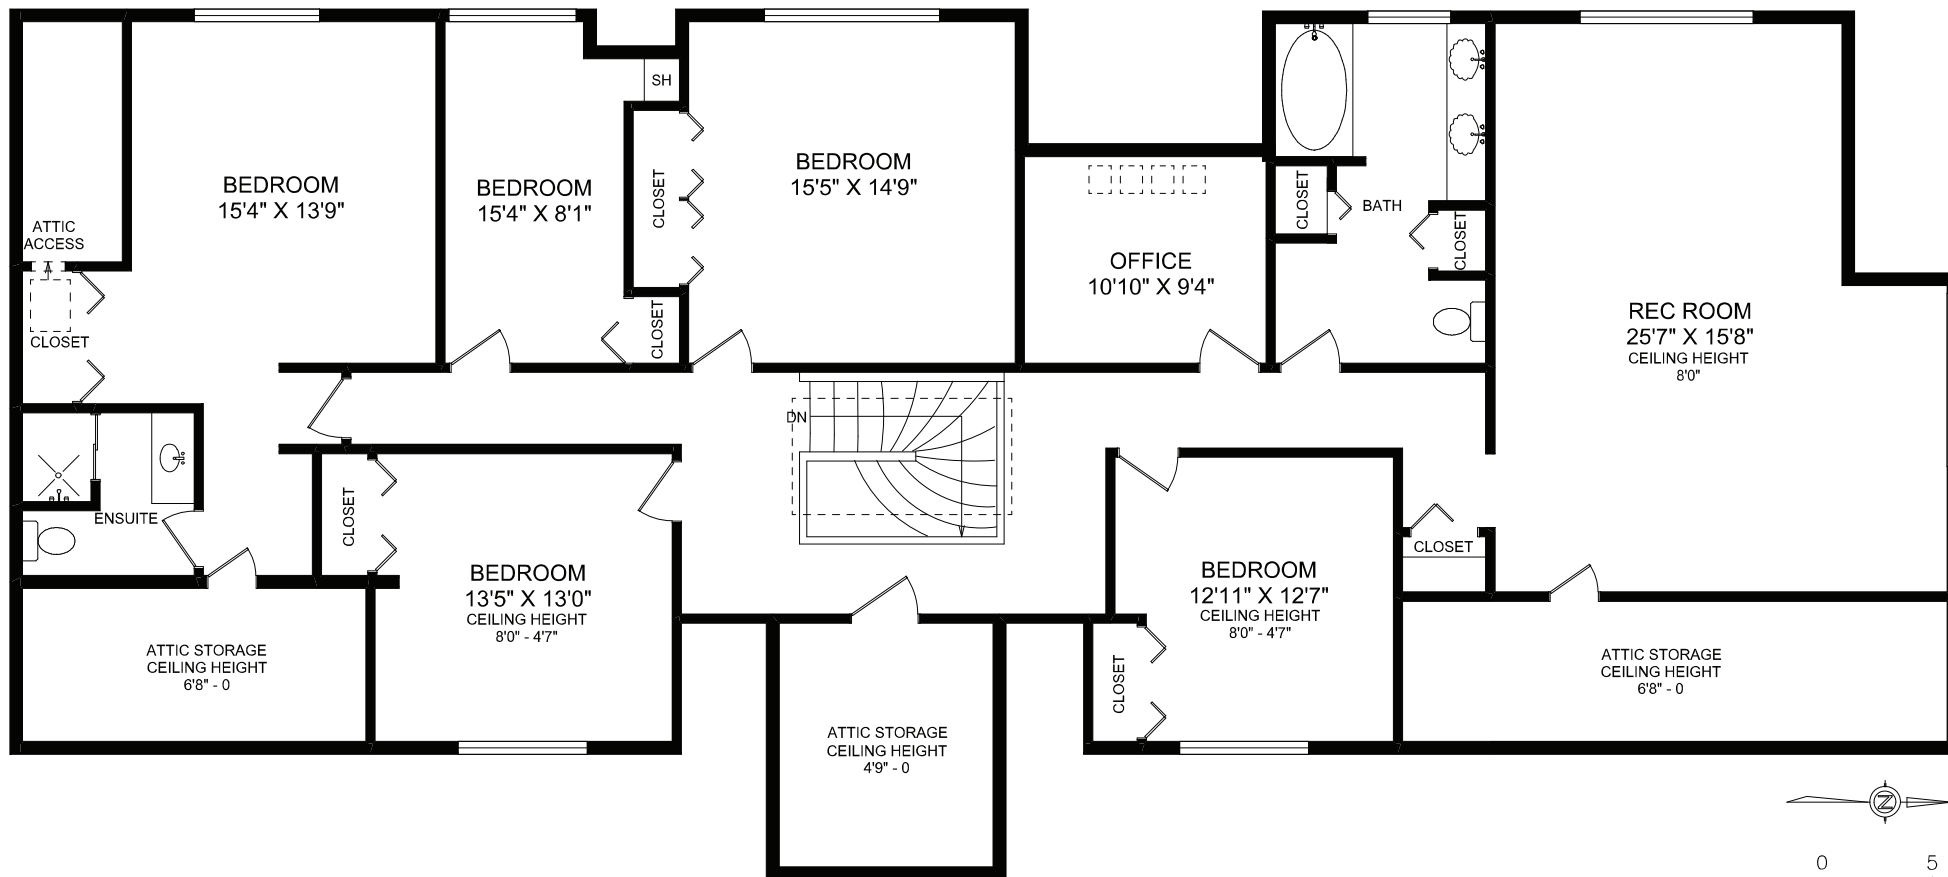 SH
BEDROOM
15'4" X 13'9"
BEDROOM
15'4" X 8'1"
CLOSET
BEDROOM
15'5" X 14'9"
CLOSET
BATH
ATTIC
ACCESS
CLOSET
OFFICE
10'10" X 9'4"
CLOSET
CLOSET
REC ROOM
25'7" X 15'8"
CEILING HEIGHT
8'0"
DN
ENSUITE
CLOSET
BEDROOM
13'5" X 13'0"
CEILING HEIGHT
8'0" - 4'7"
BEDROOM
12'11" X 12'7"
CEILING HEIGHT
8'0" - 4'7"
CLOSET
ATTIC STORAGE
CEILING HEIGHT
6'8" - 0
CLOSET
ATTIC STORAGE
CEILING HEIGHT
6'8" - 0
ATTIC STORAGE
CEILING HEIGHT
4'9" - 0
N
0 5